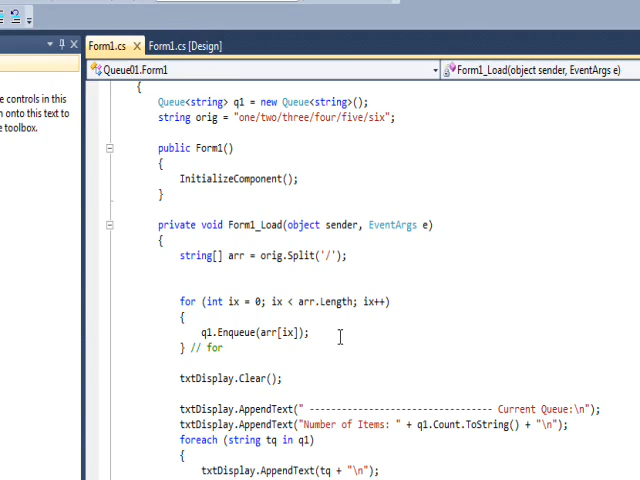 Form1.cs
Form1.cs [Design]
Queue01.Form1
Form1_Load(object sender, EventArgs e)
e controls in this
n onto this text to
e toolbox.
{
Queue<string> q1 = new Queue<string>();
string orig = "one/two/three/four/five/six";
public Form1()
{
InitializeComponent();
}
private void Form1_Load(object sender, EventArgs e)
{
string[] arr = orig.Split('/');
for (int ix = 0; ix < arr.Length; ix++)
{
q1.Enqueue(arr[ix]);
} // for
txtDisplay.Clear();
txtDisplay.AppendText(" ---------------------------------- Current Queue:\n");
txtDisplay.AppendText("Number of Items: " + q1.Count.ToString() + "\n");
foreach (string tq in q1)
{
txtDisplay.AppendText(tq + "\n");